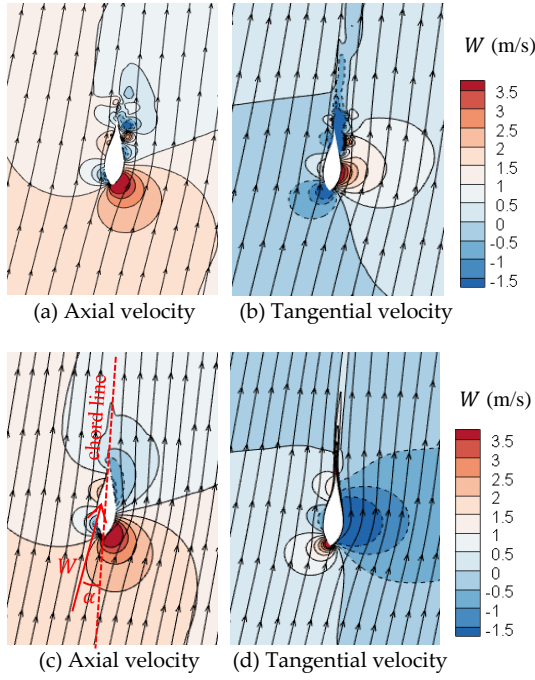 W (m/s)
3.5
3
2.5
2
1.5
1
0.5
0
-0.5
-1
-1.5
(a) Axial velocity
(b) Tangential velocity
chord line
W
α
W (m/s)
3.5
3
2.5
2
1.5
1
0.5
0
-0.5
-1
-1.5
(c) Axial velocity
(d) Tangential velocity